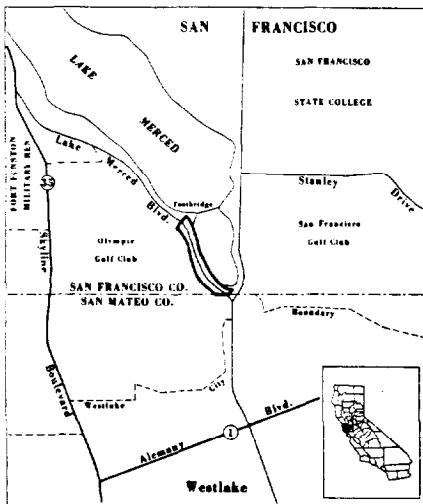 SAN FRANCISCO
LAKE
MERCED
SAN FRANCISCO
STATE COLLEGE
Lake Merced Blvd.
FORT FUNSTON
MILITARY RES
Footbridge
Stanley Drive
35
Skyline
Boulevard
Olympic
Golf Club
San Francisco
Golf Club
SAN FRANCISCO CO.
SAN MATEO CO.
Boundary
City
Westlake
Alemany Blvd.
1
Westlake